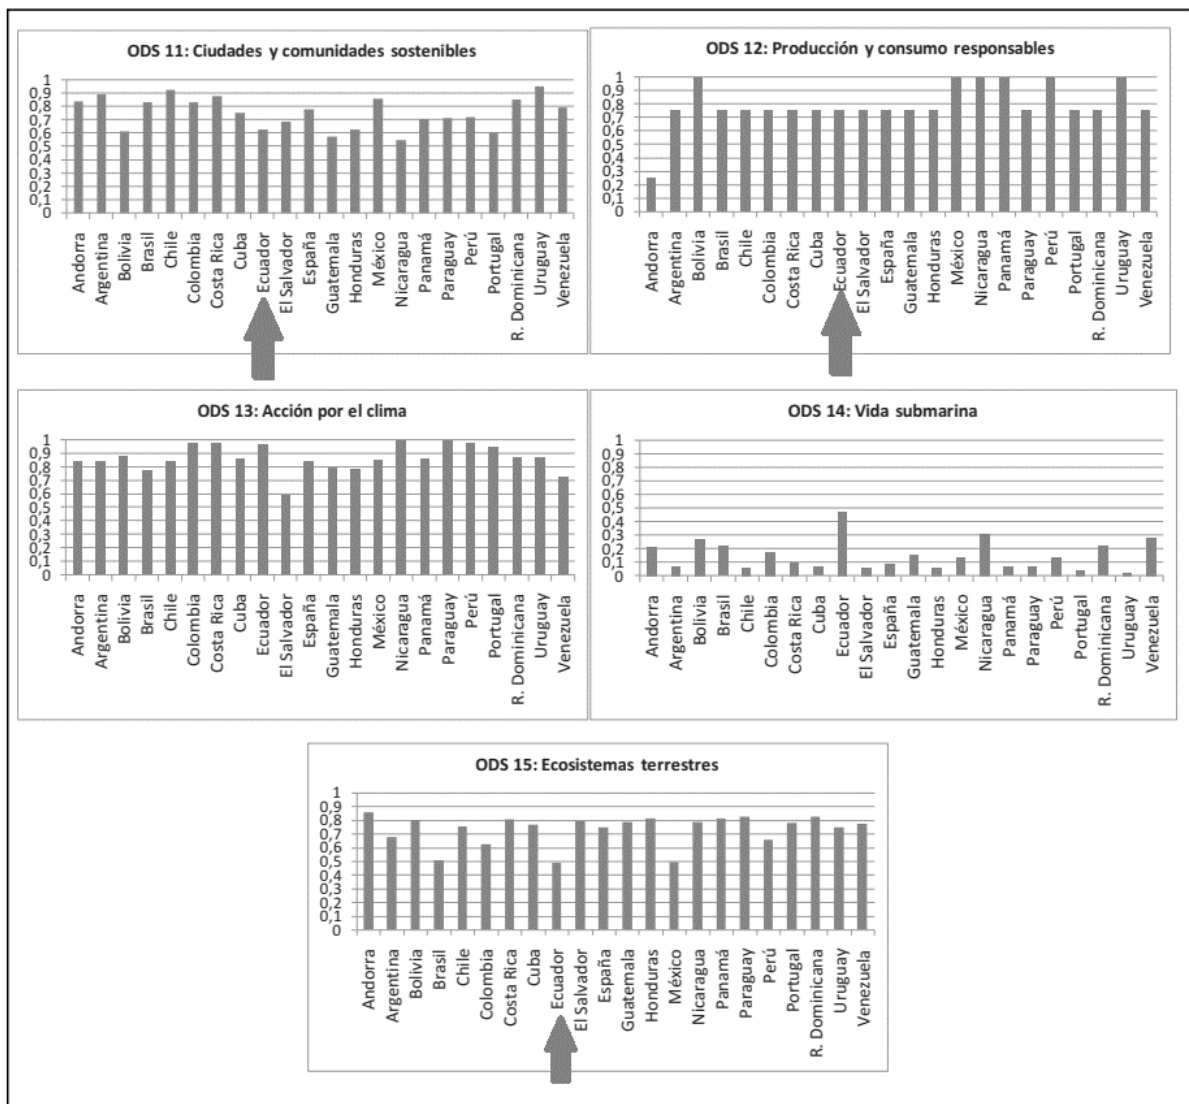 ODS 11: Ciudades y comunidades sostenibles
1
0,9
0,8
0,7
0,6
0,5
0,4
0,3
0,2
0,1
0
Andorra
Argentina
Bolivia
Brasil
Chile
Colombia
Costa Rica
Cuba
Ecuador
El Salvador
España
Guatemala
Honduras
México
Nicaragua
Panamá
Paraguay
Perú
Portugal
R. Dominicana
Uruguay
Venezuela
ODS 12: Producción y consumo responsables
1
0,9
0,8
0,7
0,6
0,5
0,4
0,3
0,2
0,1
0
Andorra
Argentina
Bolivia
Brasil
Chile
Colombia
Costa Rica
Cuba
Ecuador
El Salvador
España
Guatemala
Honduras
México
Nicaragua
Panamá
Paraguay
Perú
Portugal
R. Dominicana
Uruguay
Venezuela
ODS 13: Acción por el clima
1
0,9
0,8
0,7
0,6
0,5
0,4
0,3
0,2
0,1
0
Andorra
Argentina
Bolivia
Brasil
Chile
Colombia
Costa Rica
Cuba
Ecuador
El Salvador
España
Guatemala
Honduras
México
Nicaragua
Panamá
Paraguay
Perú
Portugal
R. Dominicana
Uruguay
Venezuela
ODS 14: Vida submarina
1
0,9
0,8
0,7
0,6
0,5
0,4
0,3
0,2
0,1
0
Andorra
Argentina
Bolivia
Brasil
Chile
Colombia
Costa Rica
Cuba
Ecuador
El Salvador
España
Guatemala
Honduras
México
Nicaragua
Panamá
Paraguay
Perú
Portugal
R. Dominicana
Uruguay
Venezuela
ODS 15: Ecosistemas terrestres
1
0,9
0,8
0,7
0,6
0,5
0,4
0,3
0,2
0,1
0
Andorra
Argentina
Bolivia
Brasil
Chile
Colombia
Costa Rica
Cuba
Ecuador
El Salvador
España
Guatemala
Honduras
México
Nicaragua
Panamá
Paraguay
Perú
Portugal
R. Dominicana
Uruguay
Venezuela